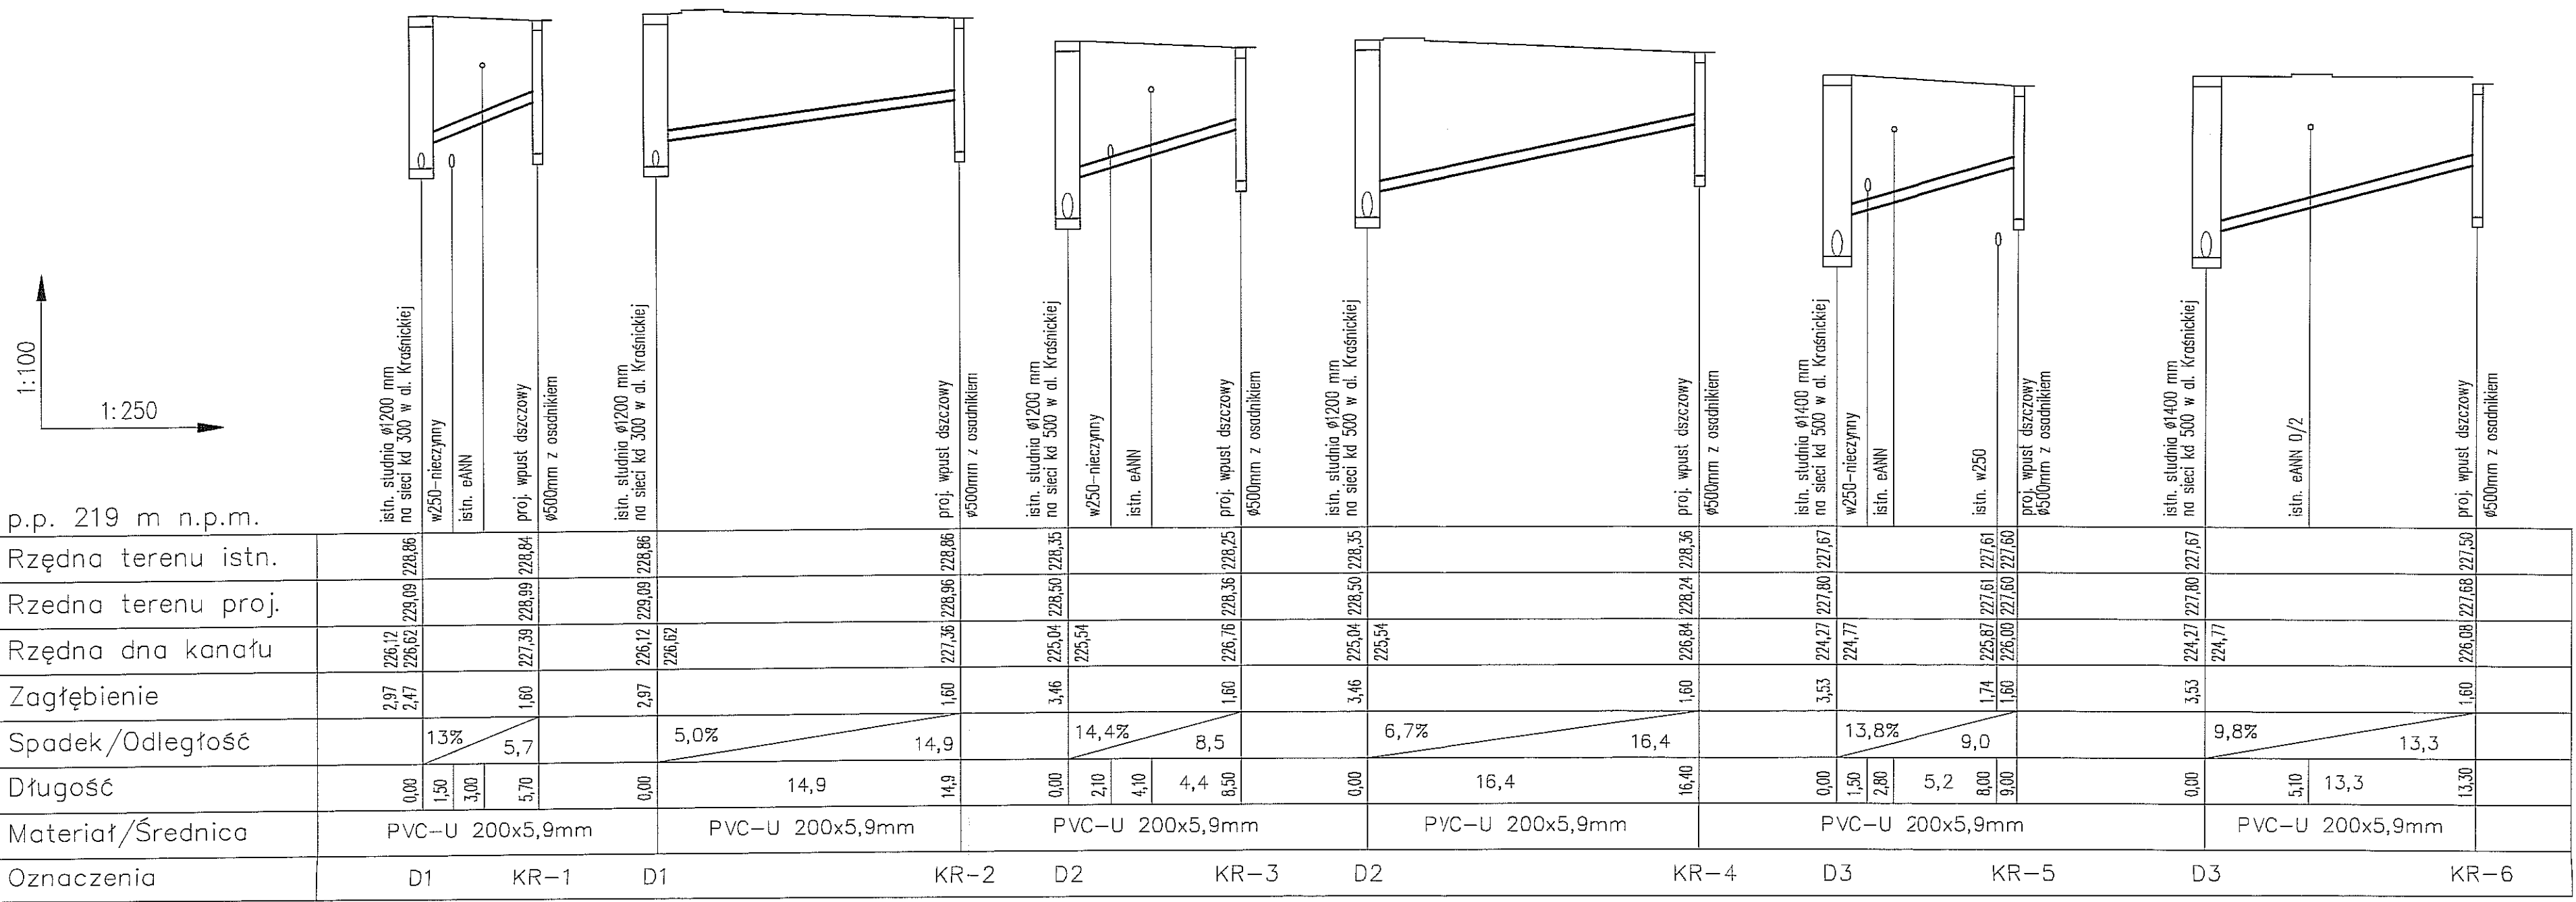 1:100
1:250
p.p. 219 m n.p.m.
istn. studnia ø1200 mm
na sieci kd 300 w al. Kraśnickiej
w250-nieczynny
istn. eANN
proj. wpust dszczowy
ø500mm z osadnikiem
istn. studnia ø1200 mm
na sieci kd 300 w al. Kraśnickiej
proj. wpust dszczowy
ø500mm z osadnikiem
istn. studnia ø1200 mm
na sieci kd 500 w al. Kraśnickiej
w250-nieczynny
istn. eANN
proj. wpust dszczowy
ø500mm z osadnikiem
istn. studnia ø1200 mm
na sieci kd 500 w al. Kraśnickiej
proj. wpust dszczowy
ø500mm z osadnikiem
istn. studnia ø1400 mm
na sieci kd 500 w al. Kraśnickiej
w250-nieczynny
istn. eANN
istn. w250
proj. wpust dszczowy
ø500mm z osadnikiem
istn. studnia ø1400 mm
na sieci kd 500 w al. Kraśnickiej
istn. eANN 0/2
proj. wpust dszczowy
ø500mm z osadnikiem
Rzędna terenu istn. 228,86 228,84 228,86 228,86 228,35 228,25 228,35 228,36 227,67 227,61 227,60 227,67 227,50
Rzedna terenu proj. 229,09 228,99 229,09 228,96 228,50 228,36 228,50 228,24 227,80 227,61 227,60 227,80 227,68
Rzędna dna kanału 226,12 226,62 227,39 226,12 226,62 227,36 225,04 225,54 226,76 225,04 225,54 226,84 224,27 224,77 225,87 226,00 224,27 224,77 226,08
Zagłębienie 2,97 2,47 1,60 2,97 1,60 3,46 1,60 3,46 1,60 3,53 1,74 1,60 3,53 1,60
Spadek/Odległość 13% 5,7 5,0% 14,9 14,4% 8,5 6,7% 16,4 13,8% 9,0 9,8% 13,3
Długość 0,00 1,50 3,00 5,70 0,00 14,9 14,9 0,00 2,10 4,10 4,4 8,50 0,00 16,4 16,40 0,00 1,50 2,80 5,2 8,00 9,00 0,00 5,10 13,3 13,30
Materiał/Średnica PVC-U 200x5,9mm PVC-U 200x5,9mm PVC-U 200x5,9mm PVC-U 200x5,9mm PVC-U 200x5,9mm PVC-U 200x5,9mm
Oznaczenia D1 KR-1 D1 KR-2 D2 KR-3 D2 KR-4 D3 KR-5 D3 KR-6